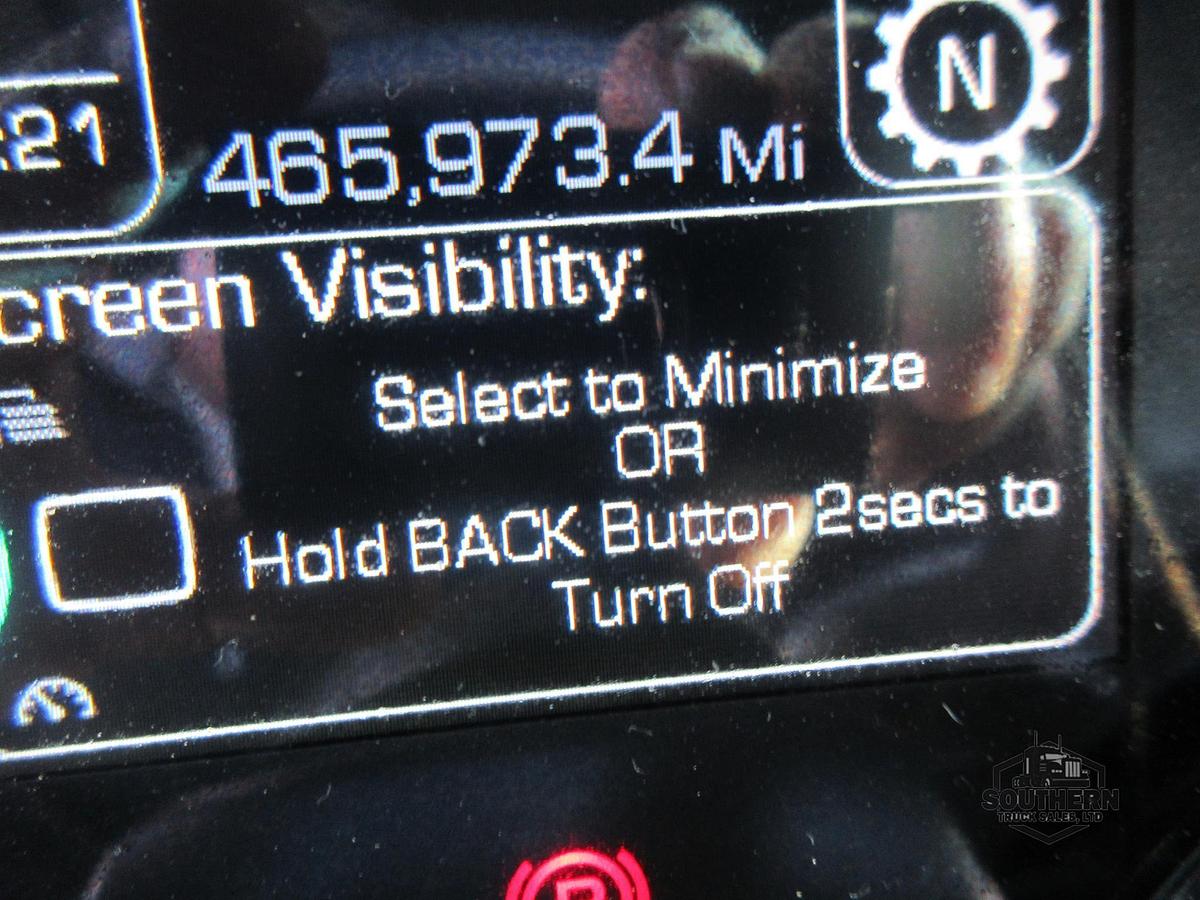 :21
465,973.4 Mi
N
creen Visibility:
Select to Minimize
OR
Hold BACK Button 2secs to
Turn Off
P
SOUTHERN
TRUCK SALES, LTD